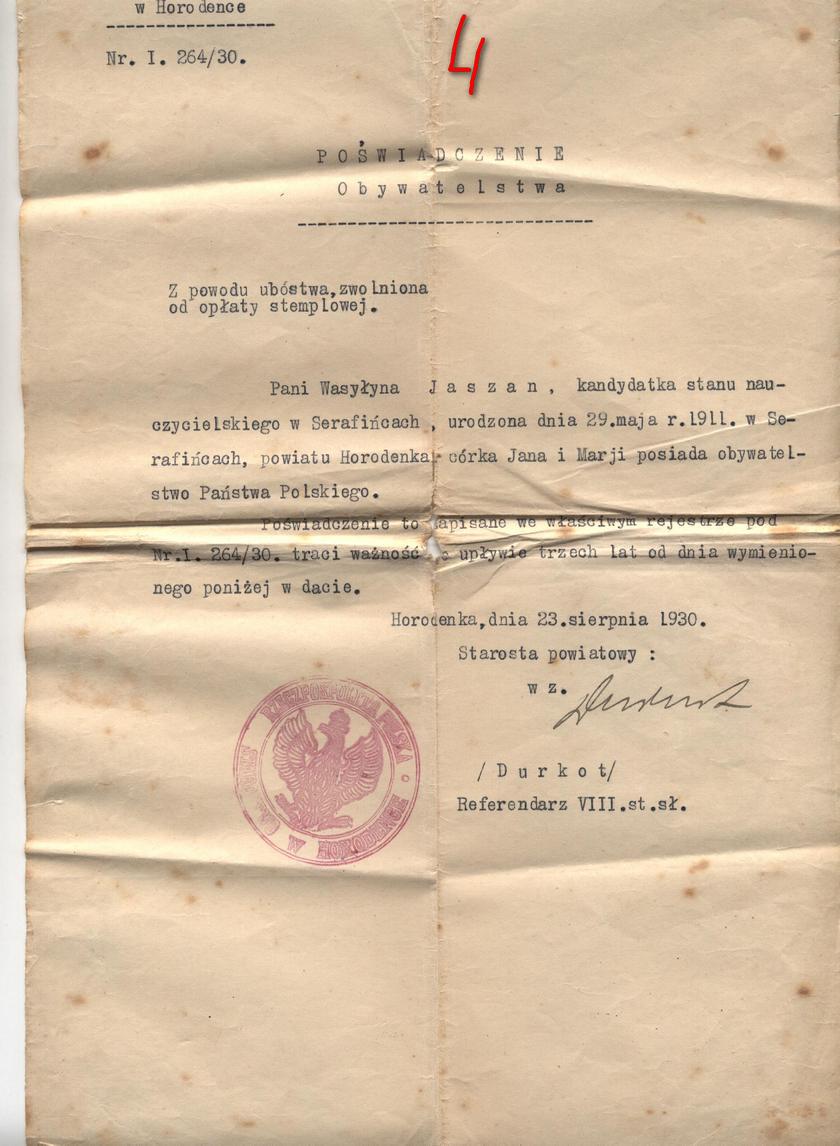 w Horodence
Nr. I. 264/30.
4
POŚWIADCZENIE
Obywatelstwa
Z powodu ubóstwa,zwolniona
od opłaty stemplowej.
Pani Wasyłyna Jaszan, kandydatka stanu nau-
czycielskiego w Serafińcach , urodzona dnia 29.maja r.1911. w Se-
rafińcach, powiatu Horodenka córka Jana i Marji posiada obywatel-
stwo Państwa Polskiego.
Poświadczenie to zapisane we właściwym rejestrze pod
Nr.I. 264/30. traci ważność upływie trzech lat od dnia wymienio-
nego poniżej w dacie.
Horodenka,dnia 23.sierpnia 1930.
Starosta powiatowy :
w z.
/Durkot/
Referendarz VIII.st.sł.
RZECZPOSPOLITA POLSKA
W HORODENCE